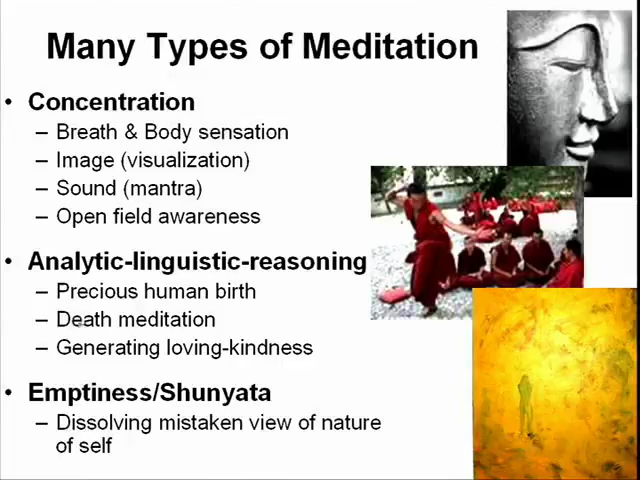 Many Types of Meditation
• Concentration
– Breath & Body sensation
– Image (visualization)
– Sound (mantra)
– Open field awareness
• Analytic-linguistic-reasoning
– Precious human birth
– Death meditation
– Generating loving-kindness
• Emptiness/Shunyata
– Dissolving mistaken view of nature
of self